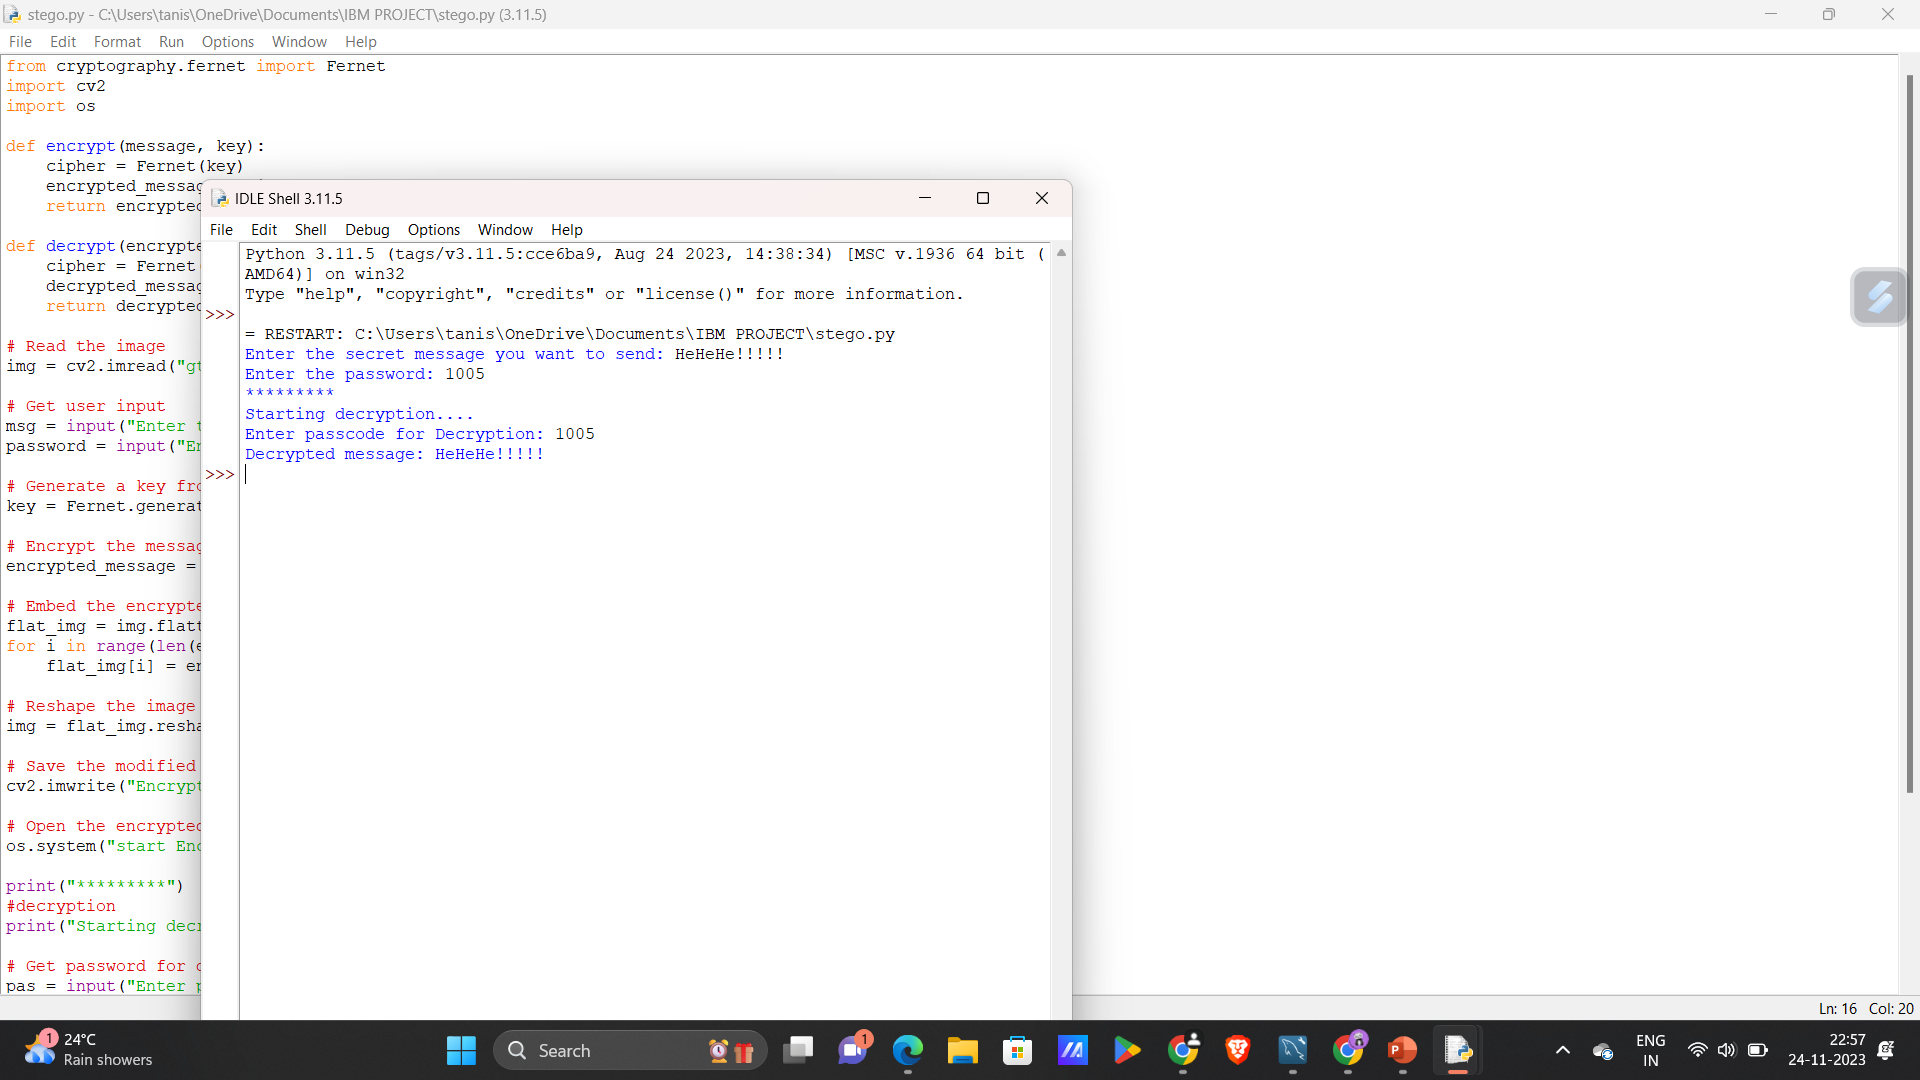 stego.py - C:\Users\tanis\OneDrive\Documents\IBM PROJECT\stego.py (3.11.5)
File Edit Format Run Options Window Help
from cryptography.fernet import Fernet
import cv2
import os
def encrypt(message, key):
cipher = Fernet(key)
encrypted_messag
return encrypted
def decrypt(encrypte
cipher = Fernet
decrypted_messag
return decrypted
# Read the image
img = cv2.imread("gt
# Get user input
msg = input("Enter t
password = input("En
# Generate a key fro
key = Fernet.generat
# Encrypt the messag
encrypted_message =
# Embed the encrypte
flat_img = img.flatt
for i in range(len(e
flat_img[i] = en
# Reshape the image
img = flat_img.resha
# Save the modified
cv2.imwrite("Encrypt
# Open the encrypted
os.system("start Enc
print("*********")
#decryption
print("Starting decr
# Get password for d
pas = input("Enter p
IDLE Shell 3.11.5
File Edit Shell Debug Options Window Help
Python 3.11.5 (tags/v3.11.5:cce6ba9, Aug 24 2023, 14:38:34) [MSC v.1936 64 bit (
AMD64)] on win32
Type "help", "copyright", "credits" or "license()" for more information.
>>>
= RESTART: C:\Users\tanis\OneDrive\Documents\IBM PROJECT\stego.py
Enter the secret message you want to send: HeHeHe!!!!!
Enter the password: 1005
*********
Starting decryption....
Enter passcode for Decryption: 1005
Decrypted message: HeHeHe!!!!!
>>>
Ln: 16 Col: 20
1
24°C
Rain showers
Search
1
ENG
IN
22:57
24-11-2023